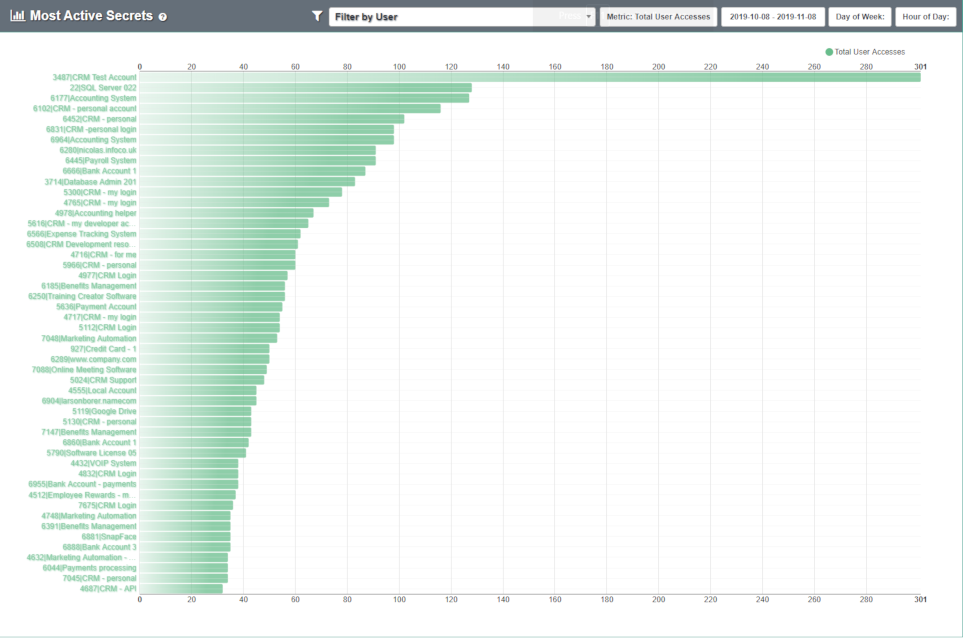 Most Active Secrets ?
Filter by User
Metric: Total User Accesses
2019-10-08 - 2019-11-08
Day of Week:
Hour of Day:
Total User Accesses
0 20 40 60 80 100 120 140 160 180 200 220 240 260 280 301
3487|CRM Test Account
22|SQL Server 022
6177|Accounting System
6102|CRM - personal account
6452|CRM - personal
6831|CRM -personal login
6964|Accounting System
6280|nicolas.infoco.uk
6445|Payroll System
6666|Bank Account 1
3714|Database Admin 201
5300|CRM - my login
4765|CRM - my login
4978|Accounting helper
5616|CRM - my developer ac...
6566|Expense Tracking System
6508|CRM Development reso...
4716|CRM - for me
5966|CRM - personal
4977|CRM Login
6185|Benefits Management
6250|Training Creator Software
5636|Payment Account
4717|CRM - my login
5112|CRM Login
7048|Marketing Automation
927|Credit Card - 1
6289|www.company.com
7088|Online Meeting Software
5024|CRM Support
4555|Local Account
6904|larsonborer.namecom
5119|Google Drive
5130|CRM - personal
7147|Benefits Management
6860|Bank Account 1
5790|Software License 05
4432|VOIP System
4832|CRM Login
6955|Bank Account - payments
4512|Employee Rewards - m...
7675|CRM Login
4748|Marketing Automation
6391|Benefits Management
6881|SnapFace
6888|Bank Account 3
4632|Marketing Automation - ...
6044|Payments processing
7045|CRM - personal
4687|CRM - API
0 20 40 60 80 100 120 140 160 180 200 220 240 260 280 301